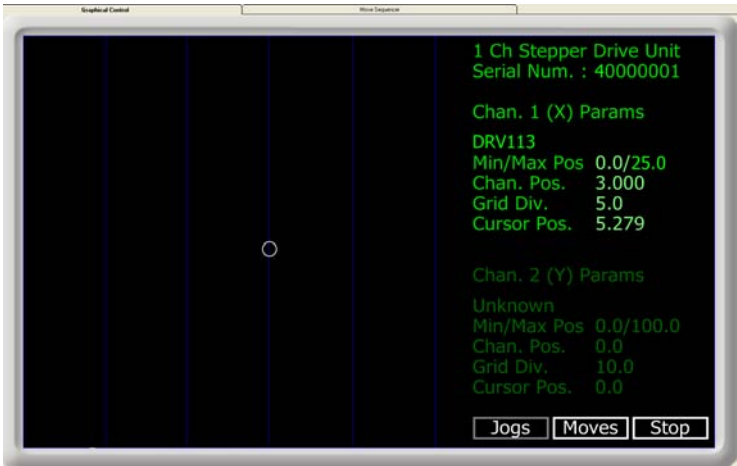 Graphical Control
Move Sequencer
1 Ch Stepper Drive Unit
Serial Num. : 40000001
Chan. 1 (X) Params
DRV113
Min/Max Pos 0.0/25.0
Chan. Pos. 3.000
Grid Div. 5.0
Cursor Pos. 5.279
Chan. 2 (Y) Params
Unknown
Min/Max Pos 0.0/100.0
Chan. Pos. 0.0
Grid Div. 10.0
Cursor Pos. 0.0
Jogs Moves Stop